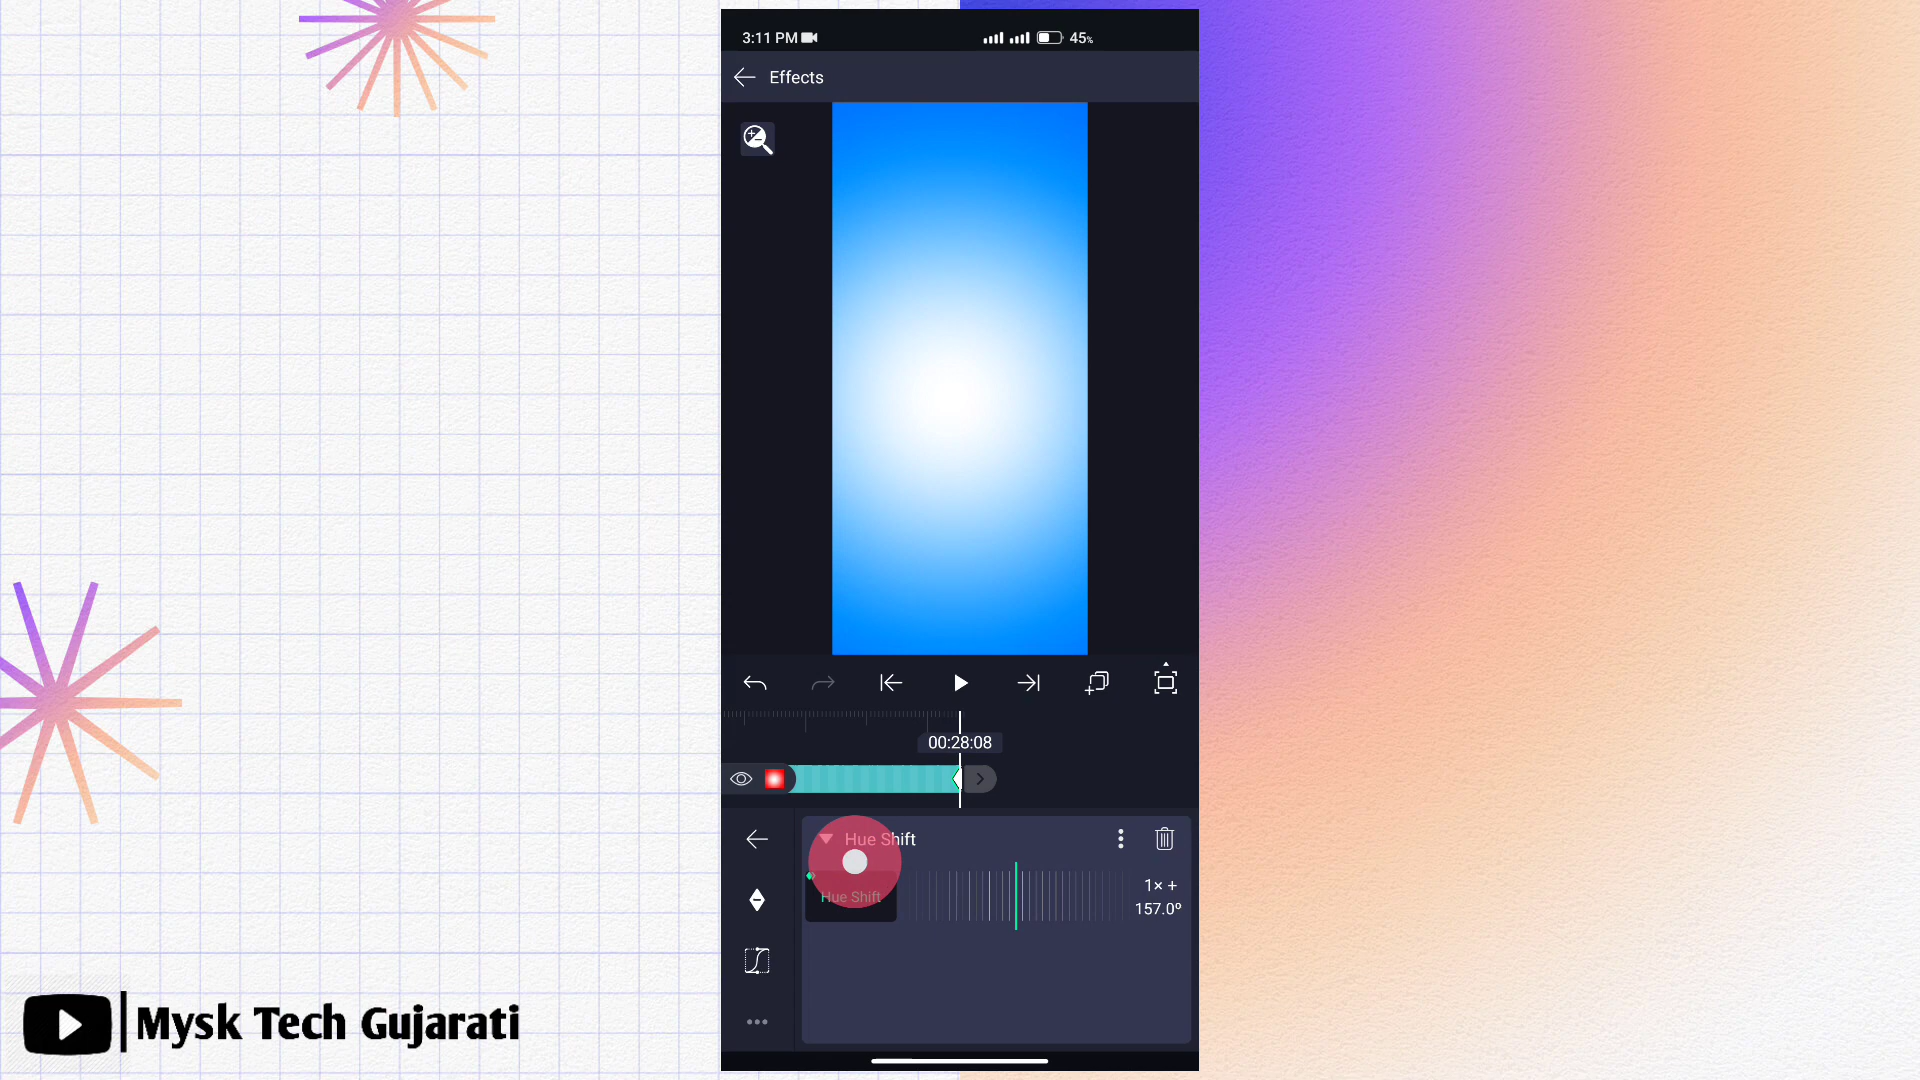 3:11 PM
45%
Effects
00:28:08
Hue Shift
Hue Shift
1× +
157.0º
Mysk Tech Gujarati